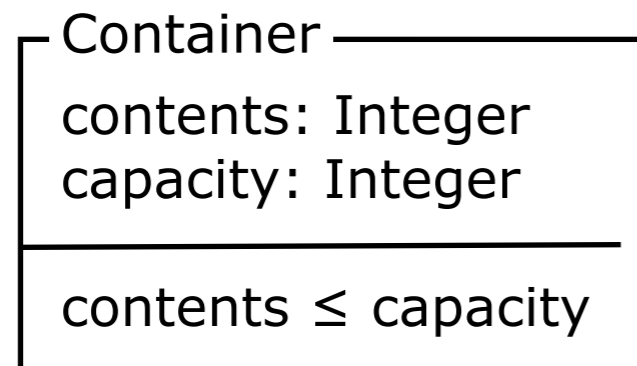 Container
contents: Integer
capacity: Integer
contents ≤ capacity